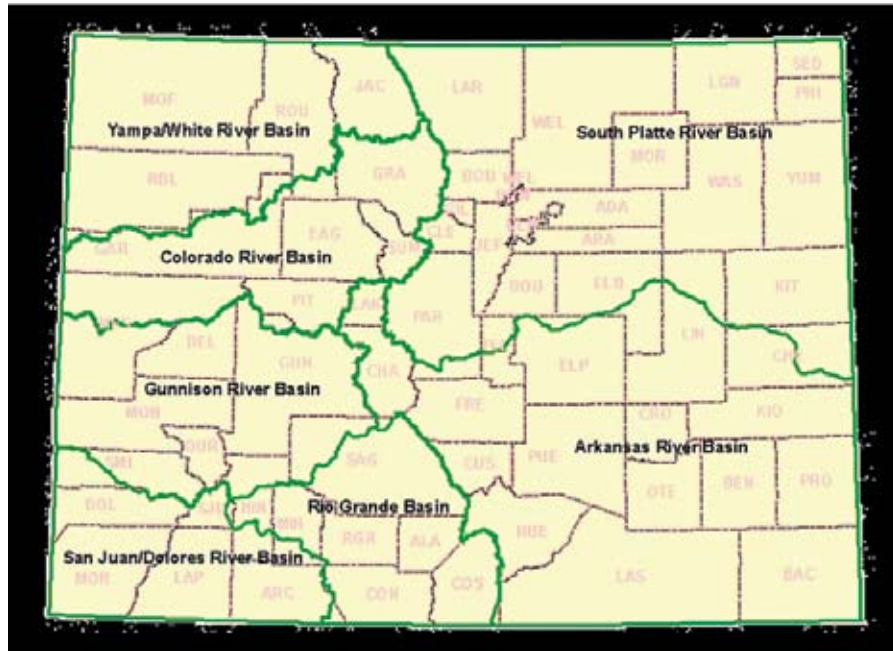 SED
LGN
JAC
LAR
PHI
MOF
ROU
WEL
Yampa/White River Basin
South Platte River Basin
MOR
RBL
GRA
BOU
WEL
WAS
YUM
ADA
EAG
CLE
GAR
SUM
JEF
ARA
Colorado River Basin
PIT
LAK
DOU
ELB
KIT
PAR
DEL
LIN
GUN
CHA
ELP
CHE
Gunnison River Basin
FRE
MON
CRO
KIO
OUR
Arkansas River Basin
SAG
CUS
PUE
SMI
BEN
PRO
OTE
DOL
Rio Grande Basin
HIN
MIN
RGR
ALA
HUE
San Juan/Dolores River Basin
MON
LAP
ARC
CON
COS
LAS
BAC